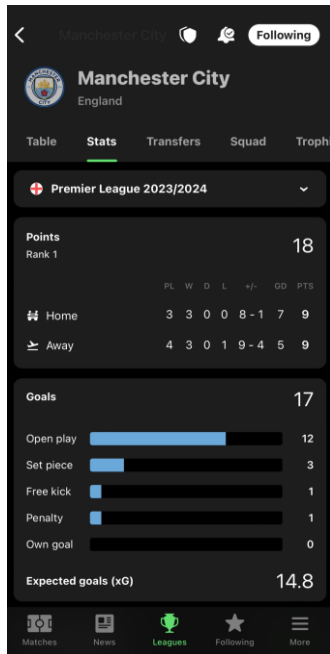 Manchester City
Following
Manchester City
England
Table Stats Transfers Squad Troph
Premier League 2023/2024
Points 18
Rank 1
PL W D L +/- GD PTS
Home 3 3 0 0 8 - 1 7 9
Away 4 3 0 1 9 - 4 5 9
Goals 17
Open play 12
Set piece 3
Free kick 1
Penalty 1
Own goal 0
Expected goals (xG) 14.8
Matches News Leagues Following More